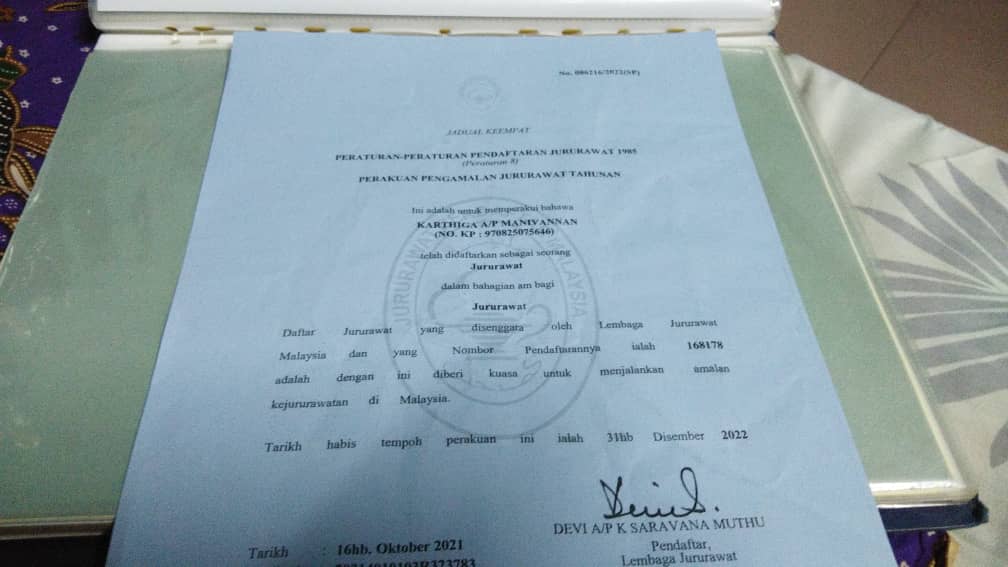 No. 086216/2022(SP)
JADUAL KEEMPAT
PERATURAN-PERATURAN PENDAFTARAN JURURAWAT 1985
(Peraturan 8)
PERAKUAN PENGAMALAN JURURAWAT TAHUNAN
Ini adalah untuk memperakui bahawa
KARTHIGA A/P MANIVANNAN
(NO. KP : 970825075646)
telah didaftarkan sebagai seorang
Jururawat
dalam bahagian am bagi
Jururawat
Daftar Jururawat yang disenggara oleh Lembaga Jururawat
Malaysia dan yang Nombor Pendaftarannya ialah 168178
adalah dengan ini diberi kuasa untuk menjalankan amalan
kejururawatan di Malaysia.
Tarikh habis tempoh perakuan ini ialah 31hb Disember 2022
DEVI A/P K SARAVANA MUTHU
Pendaftar,
Lembaga Jururawat
Tarikh : 16hb, Oktober 2021